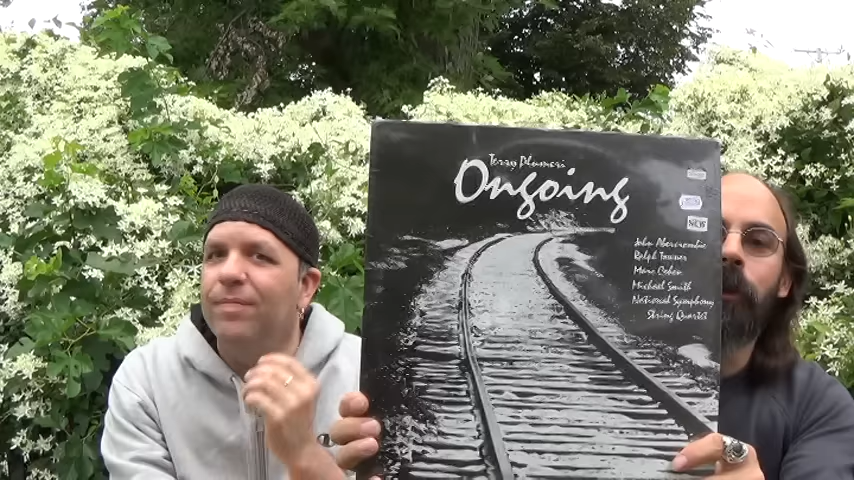 Terry Plumeri
Ongoing
John Abercrombie
Ralph Towner
Marc Cohen
Michael Smith
National Symphony
String Quartet